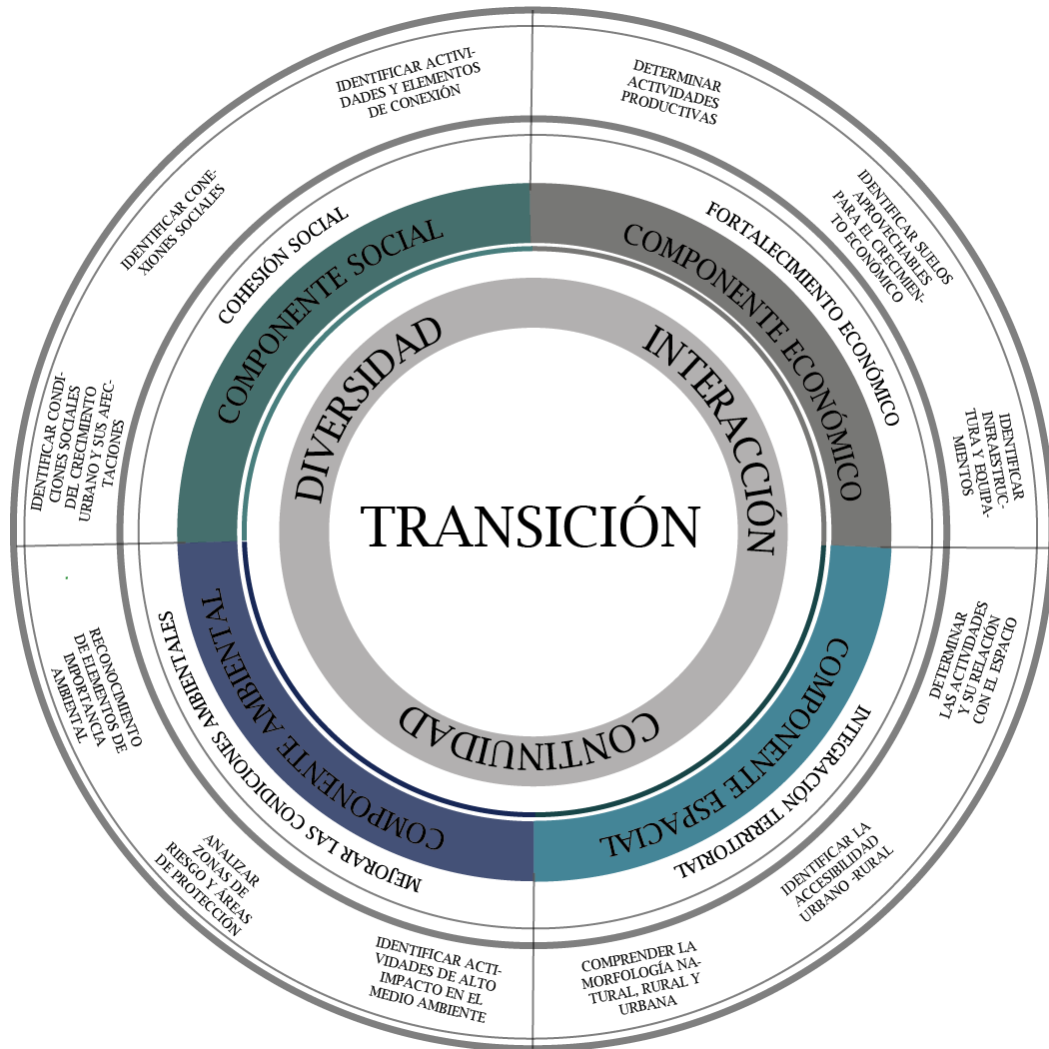 TRANSICIÓN
DIVERSIDAD
INTERACCIÓN
CONTINUIDAD
COMPONENTE SOCIAL
COHESIÓN SOCIAL
IDENTIFICAR CONDI-
CIONES SOCIALES
DEL CRECIMIENTO
URBANO Y SUS AFEC-
TACIONES
IDENTIFICAR CONE-
XIONES SOCIALES
IDENTIFICAR ACTIVI-
DADES Y ELEMENTOS
DE CONEXIÓN
COMPONENTE ECONÓMICO
FORTALECIMIENTO ECONÓMICO
DETERMINAR
ACTIVIDADES
PRODUCTIVAS
IDENTIFICAR SUELOS
APROVECHABLES
PARA EL CRECIMIEN-
TO ECONÓMICO
IDENTIFICAR
INFRAESTRUC-
TURA Y EQUIPA-
MIENTOS
COMPONENTE ESPACIAL
INTEGRACIÓN TERRITORIAL
DETERMINAR
LAS ACTIVIDADES
Y SU RELACIÓN
CON EL ESPACIO
IDENTIFICAR LA
ACCESIBILIDAD
URBANO -RURAL
COMPRENDER LA
MORFOLOGÍA NA-
TURAL, RURAL Y
URBANA
COMPONENTE AMBIENTAL
MEJORAR LAS CONDICIONES AMBIENTALES
IDENTIFICAR ACTI-
VIDADES DE ALTO
IMPACTO EN EL
MEDIO AMBIENTE
ANALIZAR
ZONAS DE
RIESGO Y ÁREAS
DE PROTECCIÓN
RECONOCIMIENTO
DE ELEMENTOS DE
IMPORTANCIA
AMBIENTAL